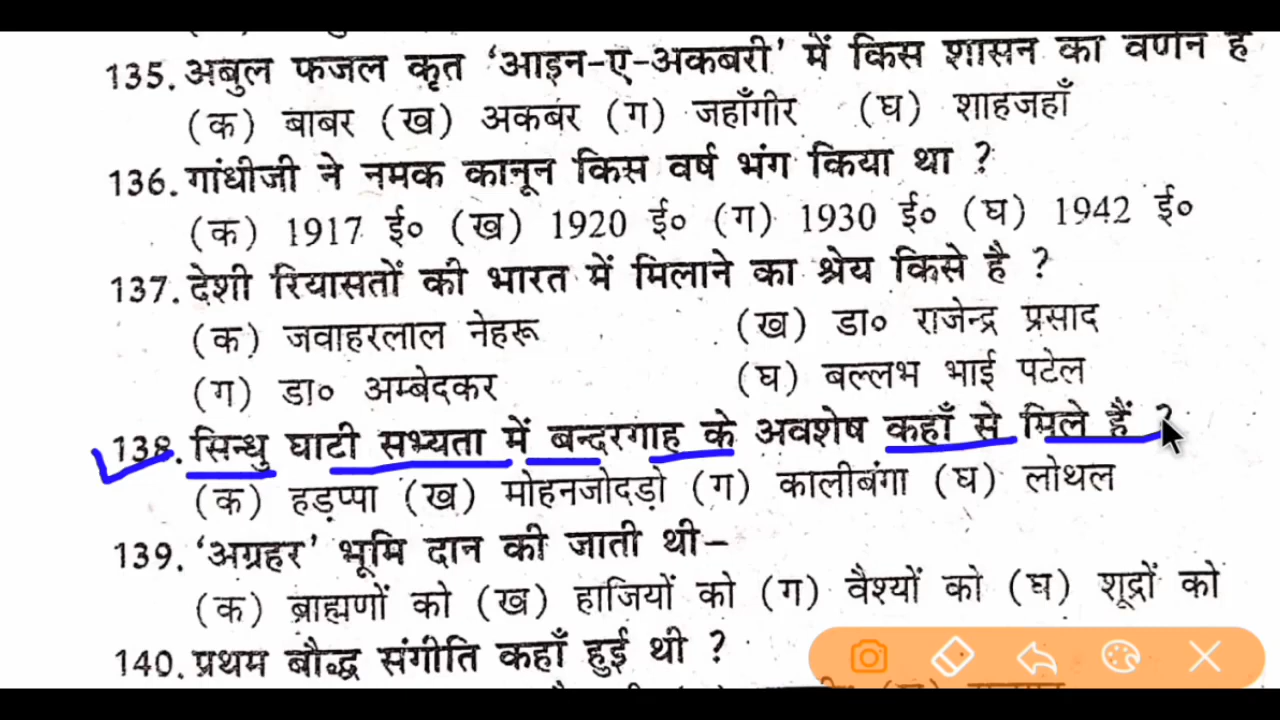 135. अबुल फजल कृत 'आइन-ए-अकबरी' में किस शासन का वर्णन है
(क) बाबर (ख) अकबर (ग) जहाँगीर (घ) शाहजहाँ
136. गांधीजी ने नमक कानून किस वर्ष भंग किया था ?
(क) 1917 ई० (ख) 1920 ई० (ग) 1930 ई० (घ) 1942 ई०
137. देशी रियासतों की भारत में मिलाने का श्रेय किसे है ?
(क) जवाहरलाल नेहरू (ख) डा० राजेन्द्र प्रसाद
(ग) डा० अम्बेदकर (घ) बल्लभ भाई पटेल
138. सिन्धु घाटी सभ्यता में बन्दरगाह के अवशेष कहाँ से मिले हैं ?
(क) हड़प्पा (ख) मोहनजोदड़ो (ग) कालीबंगा (घ) लोथल
139. 'अग्रहर' भूमि दान की जाती थी–
(क) ब्राह्मणों को (ख) हाजियों को (ग) वैश्यों को (घ) शूद्रों को
140. प्रथम बौद्ध संगीति कहाँ हुई थी ?